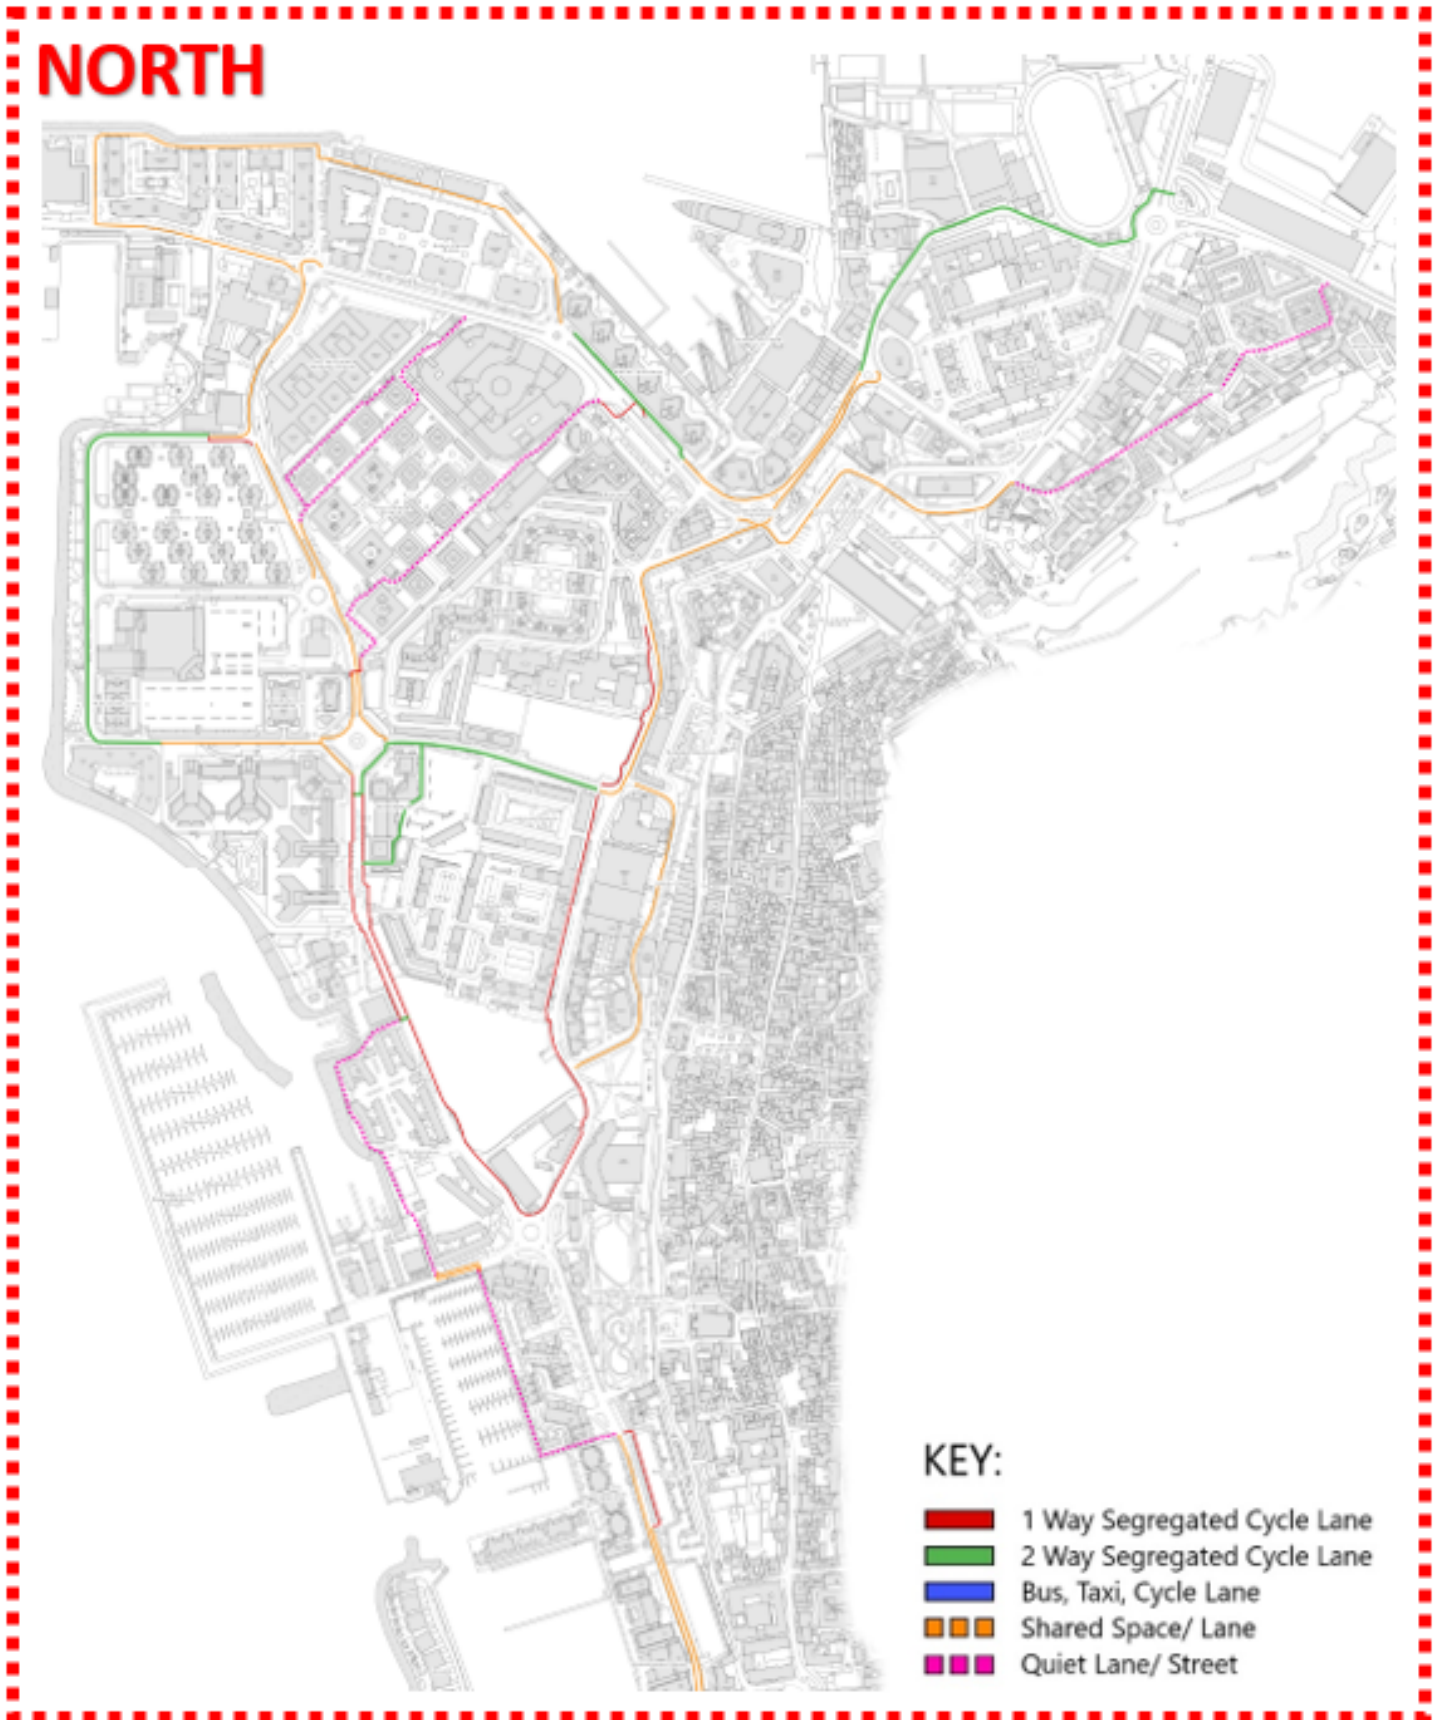 NORTH
KEY:
1 Way Segregated Cycle Lane
2 Way Segregated Cycle Lane
Bus, Taxi, Cycle Lane
Shared Space/ Lane
Quiet Lane/ Street